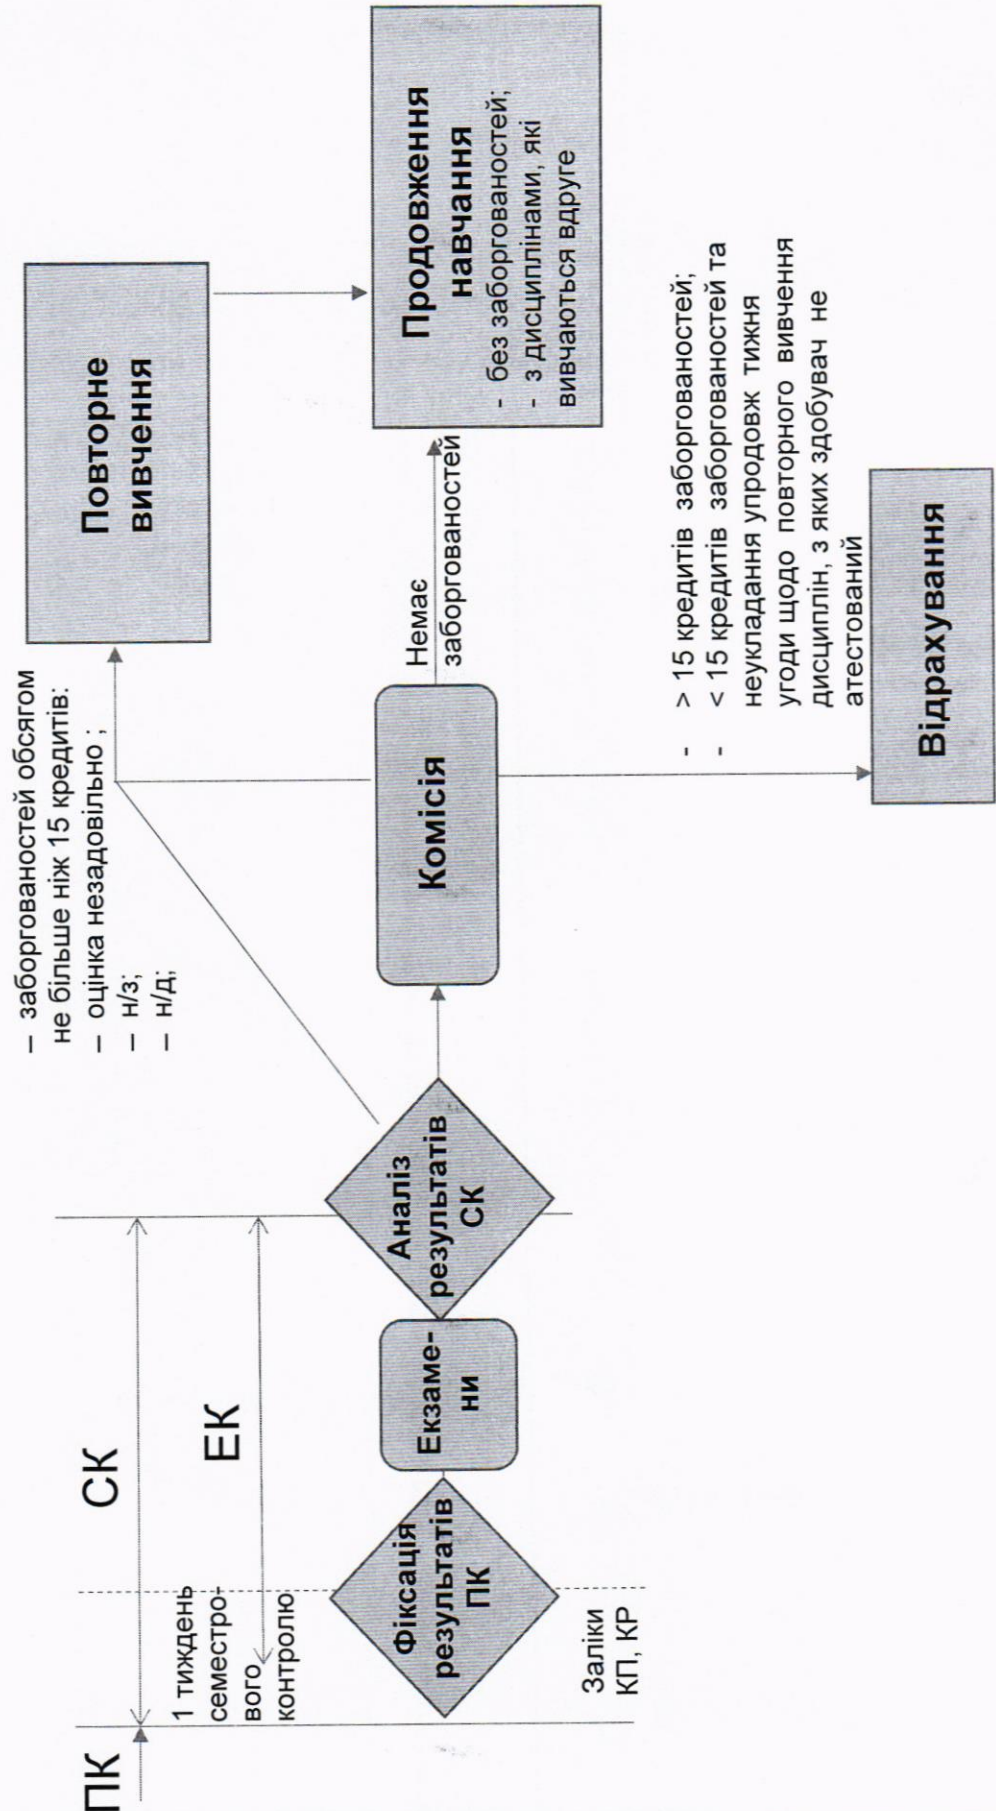 ПК
СК
1 тиждень
семестро-
вого
контролю
ЕК
Фіксація
результатів
ПК
Заліки
КП, КР
Екзаме-
ни
Аналіз
результатів
СК
– заборгованостей обсягом
не більше ніж 15 кредитів:
– оцінка незадовільно ;
– н/з;
– н/д;
Комісія
Повторне
вивчення
Немає
заборгованостей
Продовження
навчання
- без заборгованостей;
- з дисциплінами, які
вивчаються вдруге
- > 15 кредитів заборгованостей;
- < 15 кредитів заборгованостей та
неукладання упродовж тижня
угоди щодо повторного вивчення
дисциплін, з яких здобувач не
атестований
Відрахування